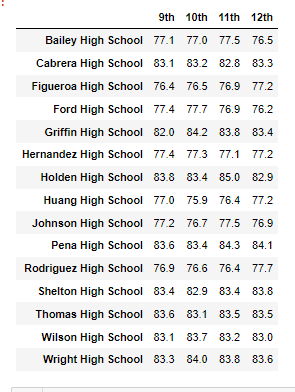 9th 10th 11th 12th
Bailey High School 77.1 77.0 77.5 76.5
Cabrera High School 83.1 83.2 82.8 83.3
Figueroa High School 76.4 76.5 76.9 77.2
Ford High School 77.4 77.7 76.9 76.2
Griffin High School 82.0 84.2 83.8 83.4
Hernandez High School 77.4 77.3 77.1 77.2
Holden High School 83.8 83.4 85.0 82.9
Huang High School 77.0 75.9 76.4 77.2
Johnson High School 77.2 76.7 77.5 76.9
Pena High School 83.6 83.4 84.3 84.1
Rodriguez High School 76.9 76.6 76.4 77.7
Shelton High School 83.4 82.9 83.4 83.8
Thomas High School 83.6 83.1 83.5 83.5
Wilson High School 83.1 83.7 83.2 83.0
Wright High School 83.3 84.0 83.8 83.6